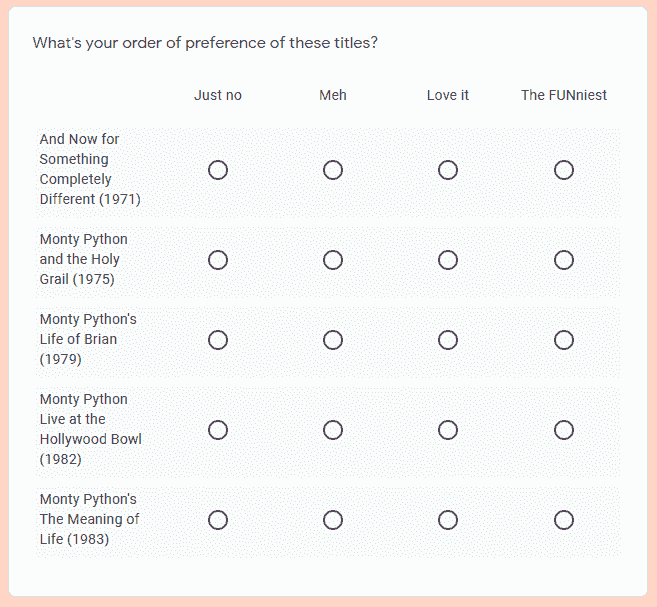 What's your order of preference of these titles?
Just no Meh Love it The FUNniest
And Now for
Something
Completely
Different (1971)
Monty Python
and the Holy
Grail (1975)
Monty Python's
Life of Brian
(1979)
Monty Python
Live at the
Hollywood Bowl
(1982)
Monty Python's
The Meaning of
Life (1983)